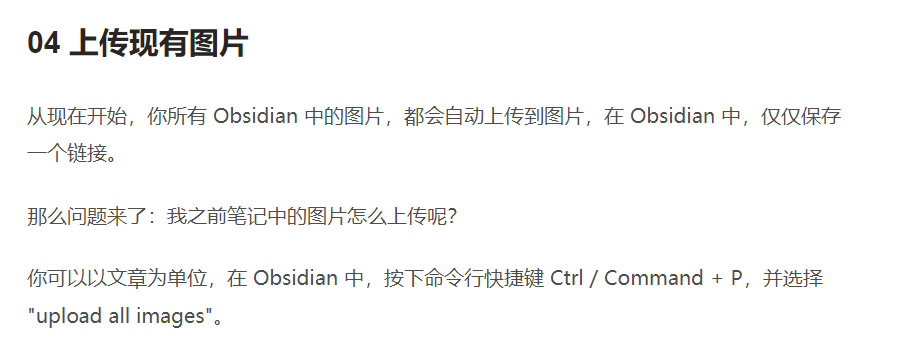 04 上传现有图片
从现在开始，你所有 Obsidian 中的图片，都会自动上传到图片，在 Obsidian 中，仅仅保存
一个链接。
那么问题来了：我之前笔记中的图片怎么上传呢？
你可以以文章为单位，在 Obsidian 中，按下命令行快捷键 Ctrl / Command + P，并选择
"upload all images"。